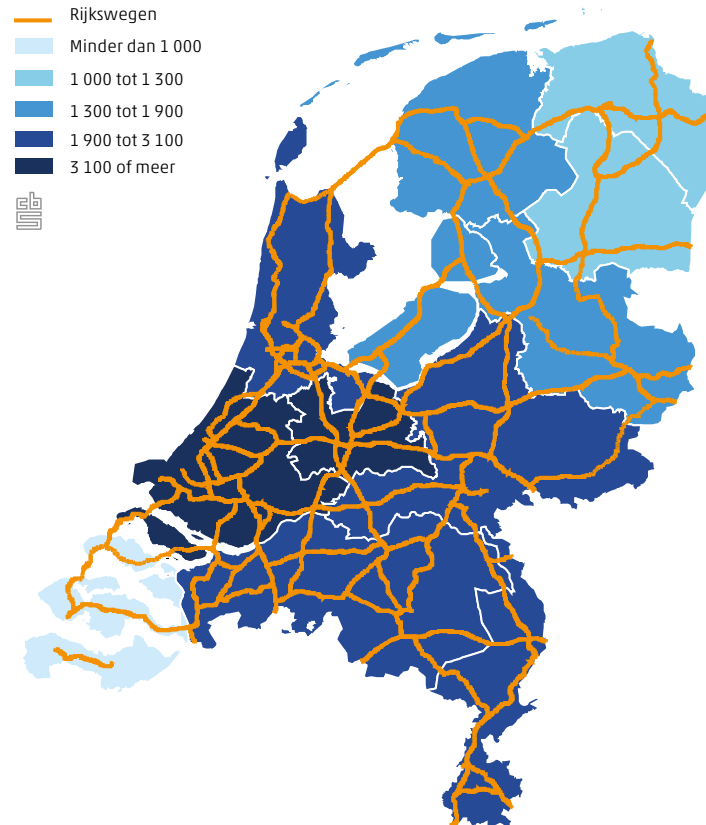 Rijkswegen
Minder dan 1 000
1 000 tot 1 300
1 300 tot 1 900
1 900 tot 3 100
3 100 of meer